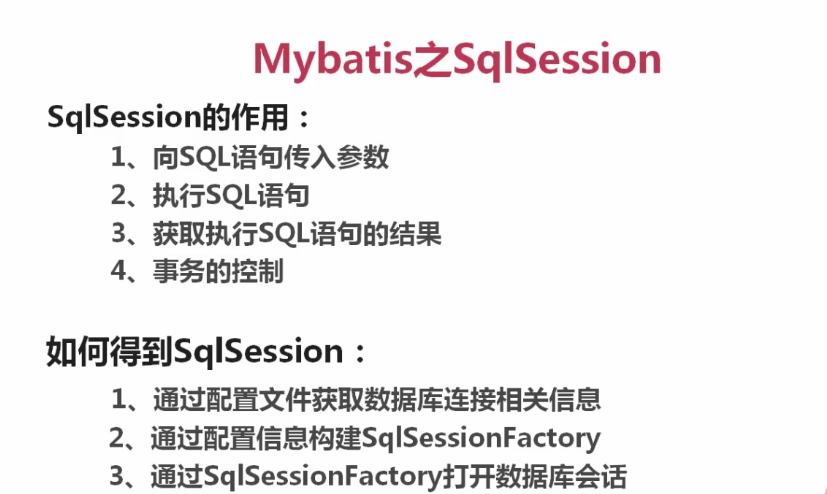 Mybatis之SqlSession
SqlSession的作用：
1、向SQL语句传入参数
2、执行SQL语句
3、获取执行SQL语句的结果
4、事务的控制
如何得到SqlSession：
1、通过配置文件获取数据库连接相关信息
2、通过配置信息构建SqlSessionFactory
3、通过SqlSessionFactory打开数据库会话